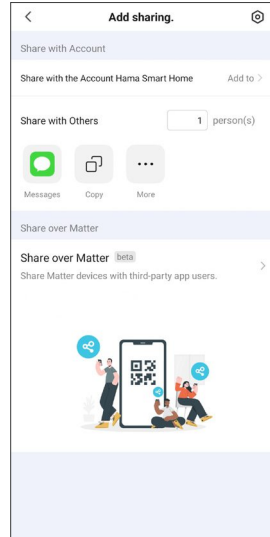 Add sharing.
Share with Account
Share with the Account Hama Smart Home Add to
Share with Others 1 person(s)
Messages Copy More
Share over Matter
Share over Matter beta
Share Matter devices with third-party app users.